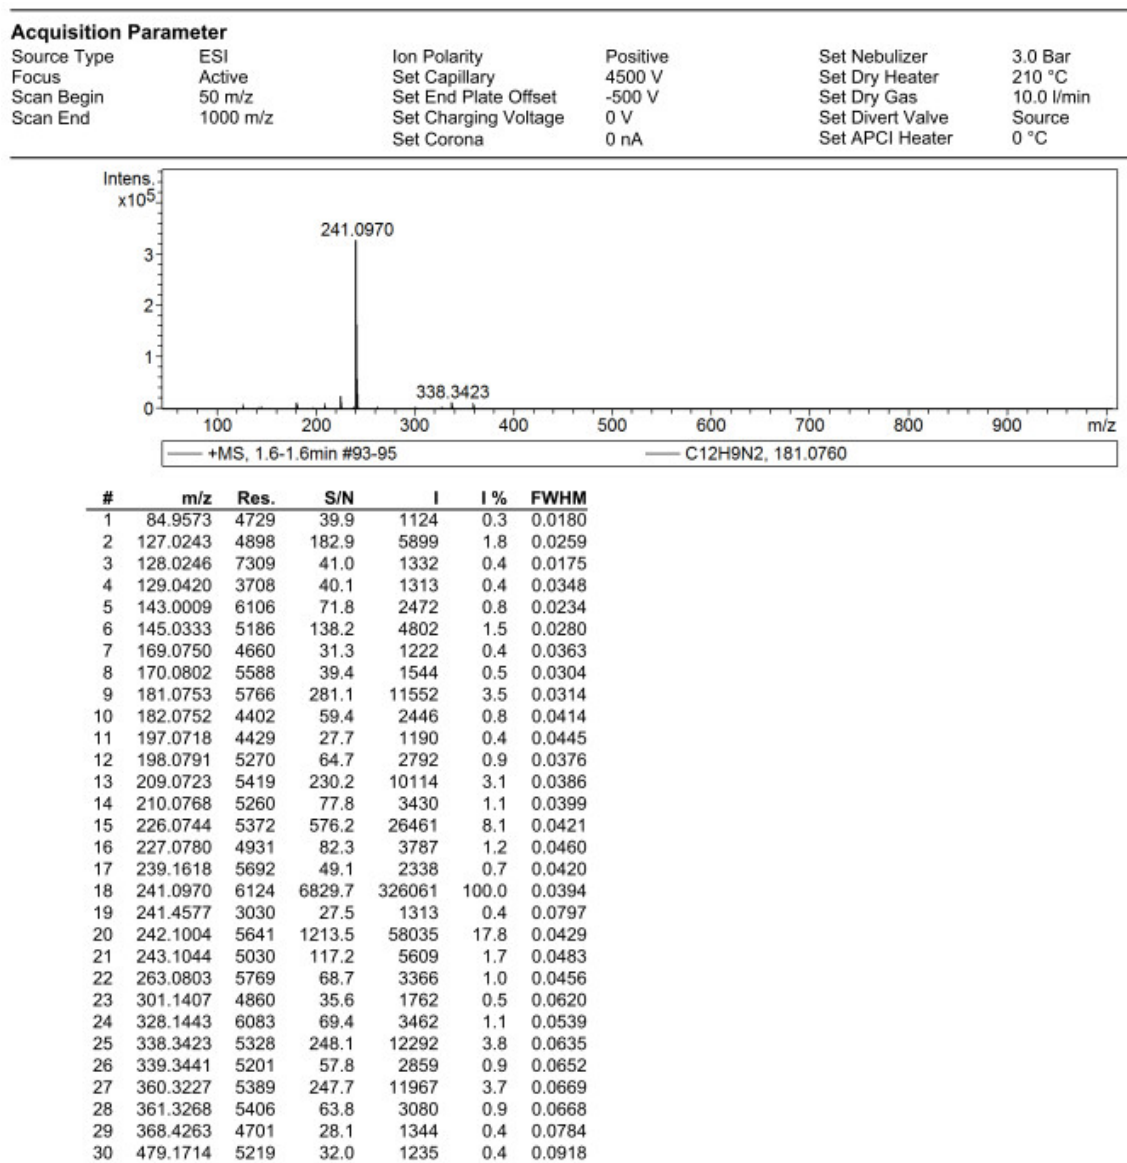 Acquisition Parameter
Source Type ESI Ion Polarity Positive Set Nebulizer 3.0 Bar
Focus Active Set Capillary 4500 V Set Dry Heater 210 °C
Scan Begin 50 m/z Set End Plate Offset -500 V Set Dry Gas 10.0 l/min
Scan End 1000 m/z Set Charging Voltage 0 V Set Divert Valve Source
Set Corona 0 nA Set APCI Heater 0 °C
Intens.
x10⁵
241.0970
3
2
1
338.3423
0
100 200 300 400 500 600 700 800 900 m/z
+MS, 1.6-1.6min #93-95 C12H9N2, 181.0760
# m/z Res. S/N I I % FWHM
1 84.9573 4729 39.9 1124 0.3 0.0180
2 127.0243 4898 182.9 5899 1.8 0.0259
3 128.0246 7309 41.0 1332 0.4 0.0175
4 129.0420 3708 40.1 1313 0.4 0.0348
5 143.0009 6106 71.8 2472 0.8 0.0234
6 145.0333 5186 138.2 4802 1.5 0.0280
7 169.0750 4660 31.3 1222 0.4 0.0363
8 170.0802 5588 39.4 1544 0.5 0.0304
9 181.0753 5766 281.1 11552 3.5 0.0314
10 182.0752 4402 59.4 2446 0.8 0.0414
11 197.0718 4429 27.7 1190 0.4 0.0445
12 198.0791 5270 64.7 2792 0.9 0.0376
13 209.0723 5419 230.2 10114 3.1 0.0386
14 210.0768 5260 77.8 3430 1.1 0.0399
15 226.0744 5372 576.2 26461 8.1 0.0421
16 227.0780 4931 82.3 3787 1.2 0.0460
17 239.1618 5692 49.1 2338 0.7 0.0420
18 241.0970 6124 6829.7 326061 100.0 0.0394
19 241.4577 3030 27.5 1313 0.4 0.0797
20 242.1004 5641 1213.5 58035 17.8 0.0429
21 243.1044 5030 117.2 5609 1.7 0.0483
22 263.0803 5769 68.7 3366 1.0 0.0456
23 301.1407 4860 35.6 1762 0.5 0.0620
24 328.1443 6083 69.4 3462 1.1 0.0539
25 338.3423 5328 248.1 12292 3.8 0.0635
26 339.3441 5201 57.8 2859 0.9 0.0652
27 360.3227 5389 247.7 11967 3.7 0.0669
28 361.3268 5406 63.8 3080 0.9 0.0668
29 368.4263 4701 28.1 1344 0.4 0.0784
30 479.1714 5219 32.0 1235 0.4 0.0918